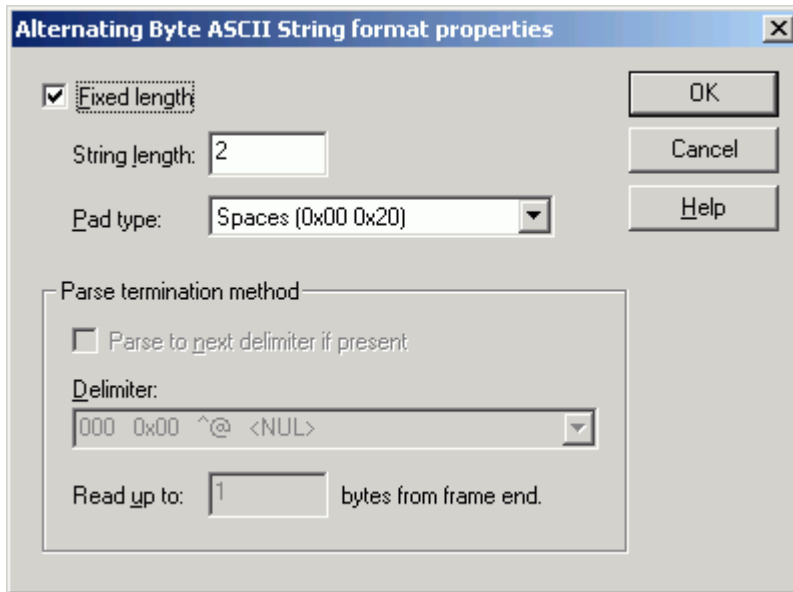 Alternating Byte ASCII String format properties
Fixed length
OK
String length: 2
Cancel
Pad type: Spaces (0x00 0x20)
Help
Parse termination method
Parse to next delimiter if present
Delimiter:
000 0x00 ^@ <NUL>
Read up to: 1 bytes from frame end.